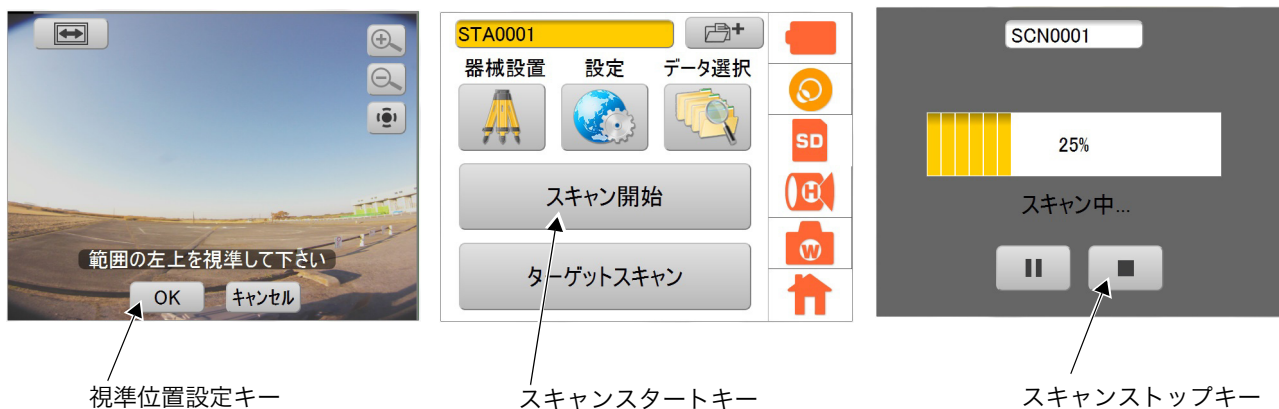 範囲の左上を視準して下さい
OK
キャンセル
視準位置設定キー
STA0001
器械設置
設定
データ選択
スキャン開始
ターゲットスキャン
SD
H
W
スキャンスタートキー
SCN0001
25%
スキャン中...
スキャンストップキー